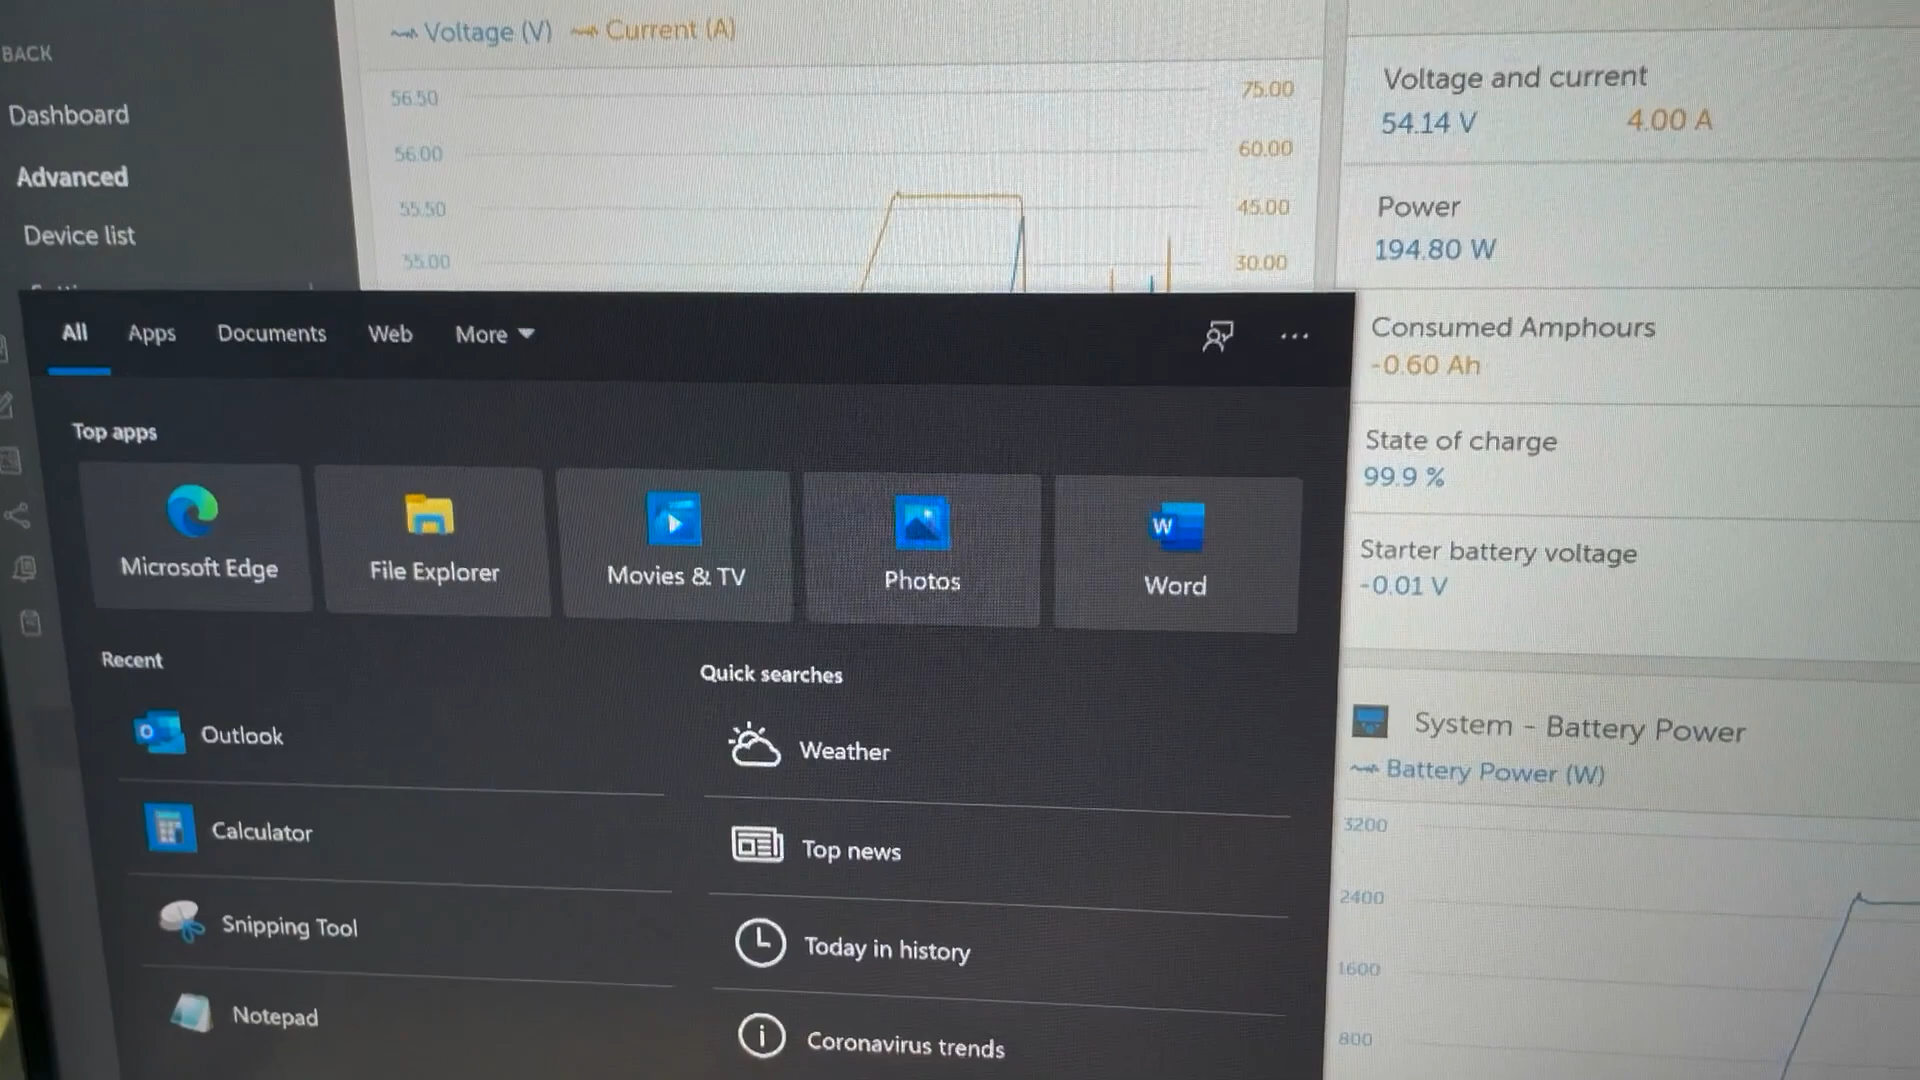 BACK
Dashboard
Advanced
Device list
Voltage (V) Current (A)
56.50
56.00
55.50
55.00
75.00
60.00
45.00
30.00
Voltage and current
54.14 V 4.00 A
Power
194.80 W
Consumed Amphours
-0.60 Ah
State of charge
99.9 %
Starter battery voltage
-0.01 V
System - Battery Power
Battery Power (W)
3200
2400
1600
800
All Apps Documents Web More
Top apps
Microsoft Edge
File Explorer
Movies & TV
Photos
Word
Recent
Outlook
Calculator
Snipping Tool
Notepad
Quick searches
Weather
Top news
Today in history
Coronavirus trends